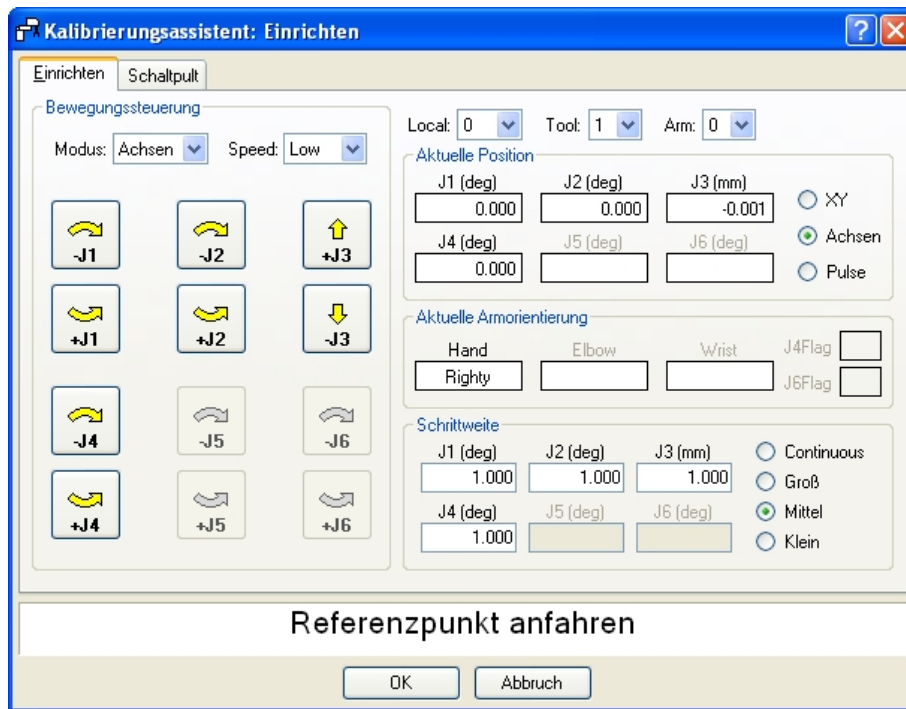 Kalibrierungsassistent: Einrichten
Einrichten
Schaltpult
Bewegungssteuerung
Modus: Achsen
Speed: Low
-J1
-J2
+J3
+J1
+J2
-J3
-J4
-J5
-J6
+J4
+J5
+J6
Local: 0
Tool: 1
Arm: 0
Aktuelle Position
J1 (deg)
J2 (deg)
J3 (mm)
0.000
0.000
-0.001
J4 (deg)
J5 (deg)
J6 (deg)
0.000
XY
Achsen
Pulse
Aktuelle Armorientierung
Hand
Elbow
Wrist
Righty
J4Flag
J6Flag
Schrittweite
J1 (deg)
J2 (deg)
J3 (mm)
1.000
1.000
1.000
J4 (deg)
J5 (deg)
J6 (deg)
1.000
Continuous
Groß
Mittel
Klein
Referenzpunkt anfahren
OK
Abbruch